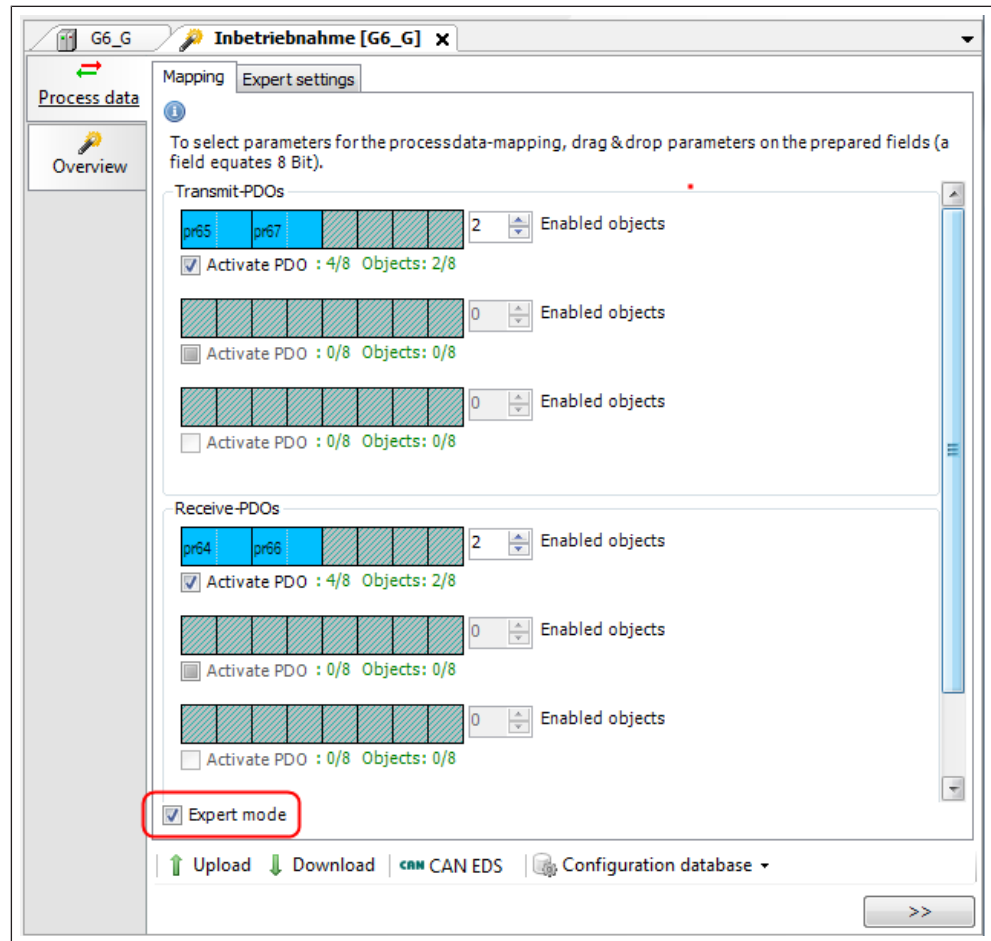 G6_G
Inbetriebnahme [G6_G] x
Process data
Overview
Mapping
Expert settings
i
To select parameters for the processdata-mapping, drag & drop parameters on the prepared fields (a
field equates 8 Bit).
Transmit-PDOs
pr65 pr67 2 Enabled objects
Activate PDO : 4/8 Objects: 2/8
0 Enabled objects
Activate PDO : 0/8 Objects: 0/8
0 Enabled objects
Activate PDO : 0/8 Objects: 0/8
Receive-PDOs
pr64 pr66 2 Enabled objects
Activate PDO : 4/8 Objects: 2/8
0 Enabled objects
Activate PDO : 0/8 Objects: 0/8
0 Enabled objects
Activate PDO : 0/8 Objects: 0/8
Expert mode
Upload Download CAN CAN EDS Configuration database
>>